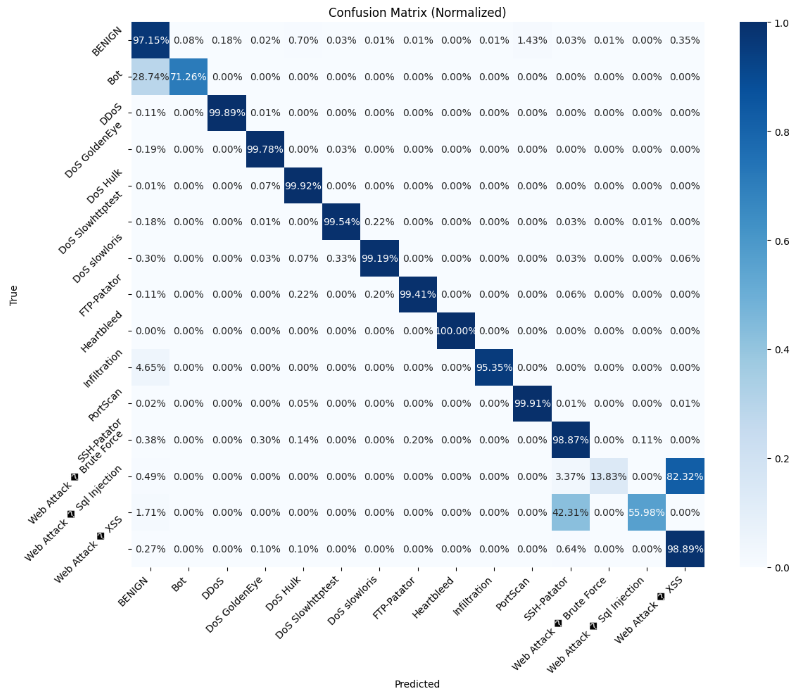 Confusion Matrix (Normalized)
BENIGN 97.15% 0.08% 0.18% 0.02% 0.70% 0.03% 0.01% 0.01% 0.00% 0.01% 1.43% 0.03% 0.01% 0.00% 0.35%
Bot 28.74% 71.26% 0.00% 0.00% 0.00% 0.00% 0.00% 0.00% 0.00% 0.00% 0.00% 0.00% 0.00% 0.00% 0.00%
DDoS 0.11% 0.00% 99.89% 0.01% 0.00% 0.00% 0.00% 0.00% 0.00% 0.00% 0.00% 0.00% 0.00% 0.00% 0.00%
DoS GoldenEye 0.19% 0.00% 0.00% 99.78% 0.00% 0.03% 0.00% 0.00% 0.00% 0.00% 0.00% 0.00% 0.00% 0.00% 0.00%
DoS Hulk 0.01% 0.00% 0.00% 0.07% 99.92% 0.00% 0.00% 0.00% 0.00% 0.00% 0.00% 0.00% 0.00% 0.00% 0.00%
DoS Slowhttptest 0.18% 0.00% 0.00% 0.01% 0.00% 99.54% 0.22% 0.00% 0.00% 0.00% 0.00% 0.03% 0.00% 0.01% 0.00%
DoS slowloris 0.30% 0.00% 0.00% 0.03% 0.07% 0.33% 99.19% 0.00% 0.00% 0.00% 0.00% 0.03% 0.00% 0.00% 0.06%
FTP-Patator 0.11% 0.00% 0.00% 0.00% 0.22% 0.00% 0.20% 99.41% 0.00% 0.00% 0.00% 0.06% 0.00% 0.00% 0.00%
Heartbleed 0.00% 0.00% 0.00% 0.00% 0.00% 0.00% 0.00% 0.00% 100.00% 0.00% 0.00% 0.00% 0.00% 0.00% 0.00%
Infiltration 4.65% 0.00% 0.00% 0.00% 0.00% 0.00% 0.00% 0.00% 0.00% 95.35% 0.00% 0.00% 0.00% 0.00% 0.00%
PortScan 0.02% 0.00% 0.00% 0.00% 0.05% 0.00% 0.00% 0.00% 0.00% 0.00% 99.91% 0.01% 0.00% 0.00% 0.01%
SSH-Patator 0.38% 0.00% 0.00% 0.30% 0.14% 0.00% 0.00% 0.20% 0.00% 0.00% 0.00% 98.87% 0.00% 0.11% 0.00%
Web Attack � Brute Force 0.49% 0.00% 0.00% 0.00% 0.00% 0.00% 0.00% 0.00% 0.00% 0.00% 0.00% 3.37% 13.83% 0.00% 82.32%
Web Attack � Sql Injection 1.71% 0.00% 0.00% 0.00% 0.00% 0.00% 0.00% 0.00% 0.00% 0.00% 0.00% 42.31% 0.00% 55.98% 0.00%
Web Attack � XSS 0.27% 0.00% 0.00% 0.10% 0.10% 0.00% 0.00% 0.00% 0.00% 0.00% 0.00% 0.64% 0.00% 0.00% 98.89%
True
BENIGN
Bot
DDoS
DoS GoldenEye
DoS Hulk
DoS Slowhttptest
DoS slowloris
FTP-Patator
Heartbleed
Infiltration
PortScan
SSH-Patator
Web Attack � Brute Force
Web Attack � Sql Injection
Web Attack � XSS
Predicted
1.0
0.8
0.6
0.4
0.2
0.0